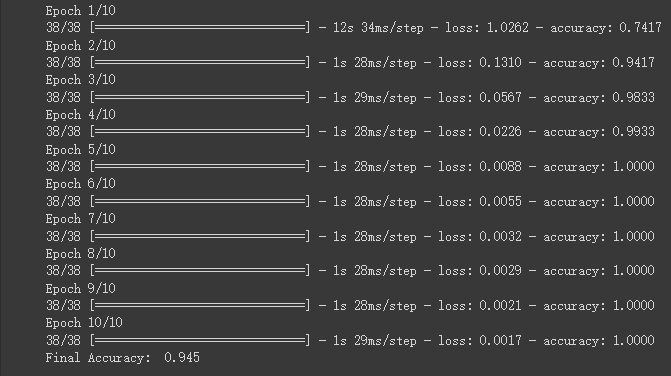 Epoch 1/10
38/38 [==============================] - 12s 34ms/step - loss: 1.0262 - accuracy: 0.7417
Epoch 2/10
38/38 [==============================] - 1s 28ms/step - loss: 0.1310 - accuracy: 0.9417
Epoch 3/10
38/38 [==============================] - 1s 29ms/step - loss: 0.0567 - accuracy: 0.9833
Epoch 4/10
38/38 [==============================] - 1s 28ms/step - loss: 0.0226 - accuracy: 0.9933
Epoch 5/10
38/38 [==============================] - 1s 28ms/step - loss: 0.0088 - accuracy: 1.0000
Epoch 6/10
38/38 [==============================] - 1s 28ms/step - loss: 0.0055 - accuracy: 1.0000
Epoch 7/10
38/38 [==============================] - 1s 28ms/step - loss: 0.0032 - accuracy: 1.0000
Epoch 8/10
38/38 [==============================] - 1s 28ms/step - loss: 0.0029 - accuracy: 1.0000
Epoch 9/10
38/38 [==============================] - 1s 28ms/step - loss: 0.0021 - accuracy: 1.0000
Epoch 10/10
38/38 [==============================] - 1s 29ms/step - loss: 0.0017 - accuracy: 1.0000
Final Accuracy:  0.945